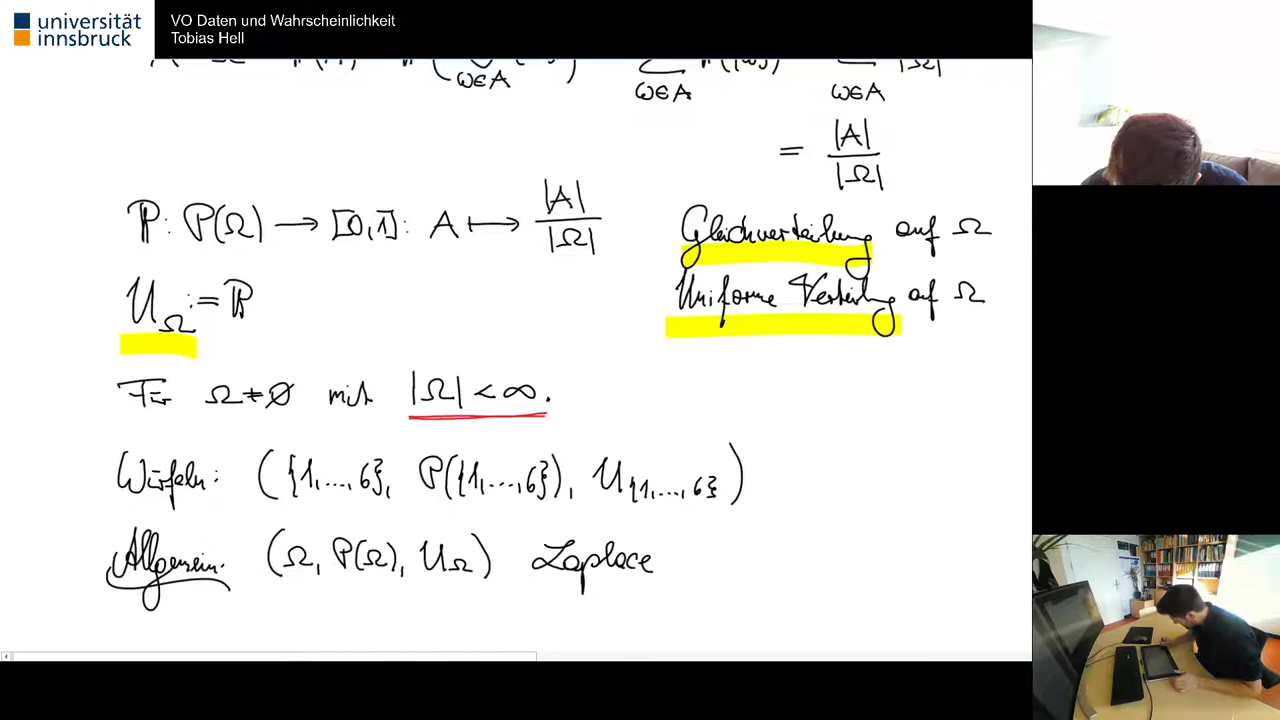 universität
innsbruck
VO Daten und Wahrscheinlichkeit
Tobias Hell
ω∈A ω∈A ω∈A
= |A| / |Ω|
ℙ: P(Ω) → [0,1]: A ↦ |A| / |Ω| Gleichverteilung auf Ω
U_Ω := ℙ Uniforme Verteilung auf Ω
Für Ω ≠ ∅ mit |Ω| < ∞.
Würfeln: ({1,...,6}, P({1,...,6}), U_{1,...,6})
Allgemein: (Ω, P(Ω), U_Ω) Laplace